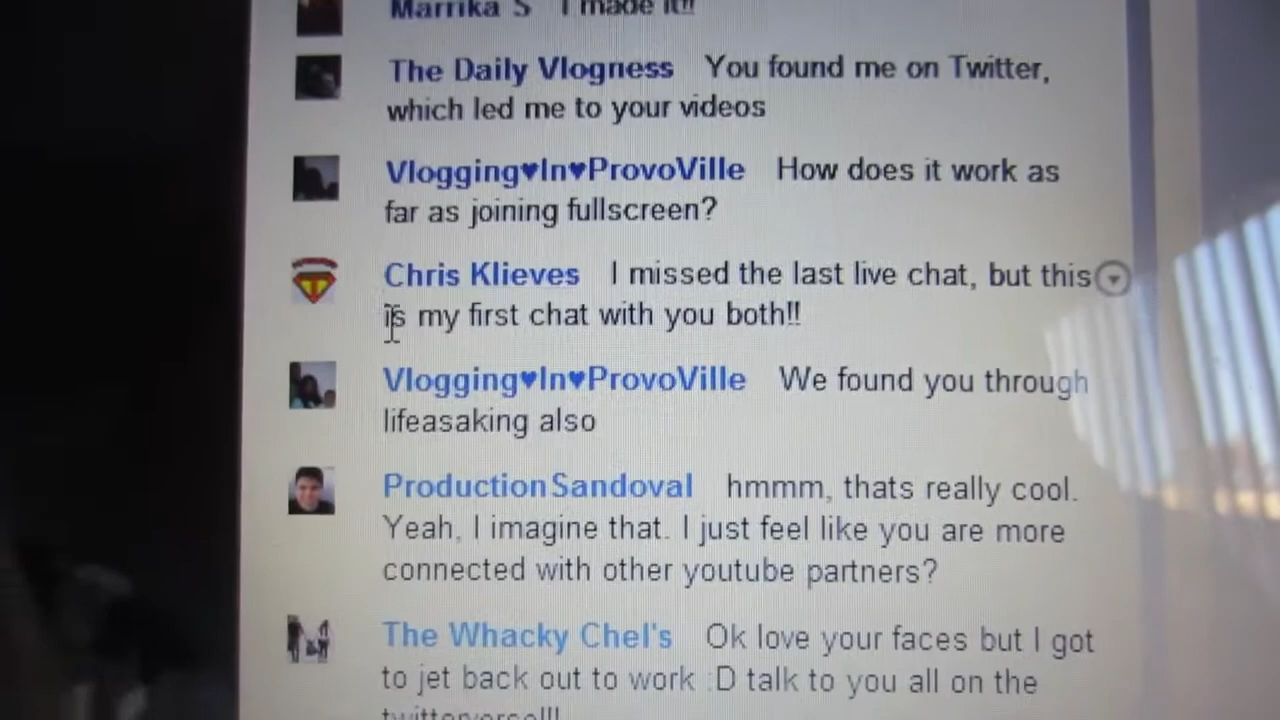 Marrika S I made it!!
The Daily Vlogness You found me on Twitter,
which led me to your videos
Vlogging♥In♥ProvoVille How does it work as
far as joining fullscreen?
Chris Klieves I missed the last live chat, but this
is my first chat with you both!!
Vlogging♥In♥ProvoVille We found you through
lifeasaking also
ProductionSandoval hmmm, thats really cool.
Yeah, I imagine that. I just feel like you are more
connected with other youtube partners?
The Whacky Chel's Ok love your faces but I got
to jet back out to work :D talk to you all on the
twitterverse!!!